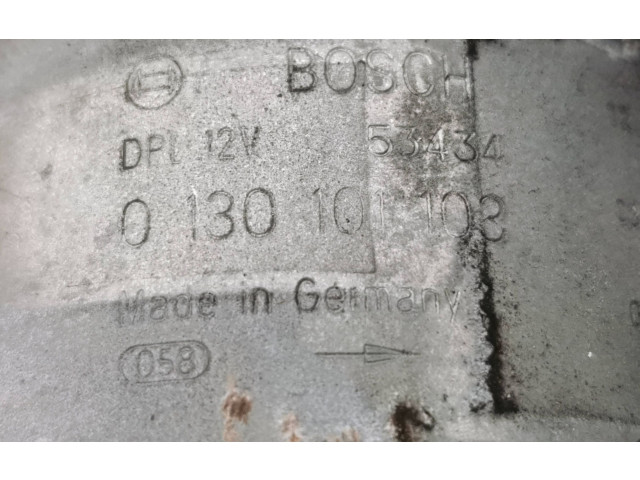 BOSCH
DPL 12V 53434
0 130 101 103
Made in Germany
058